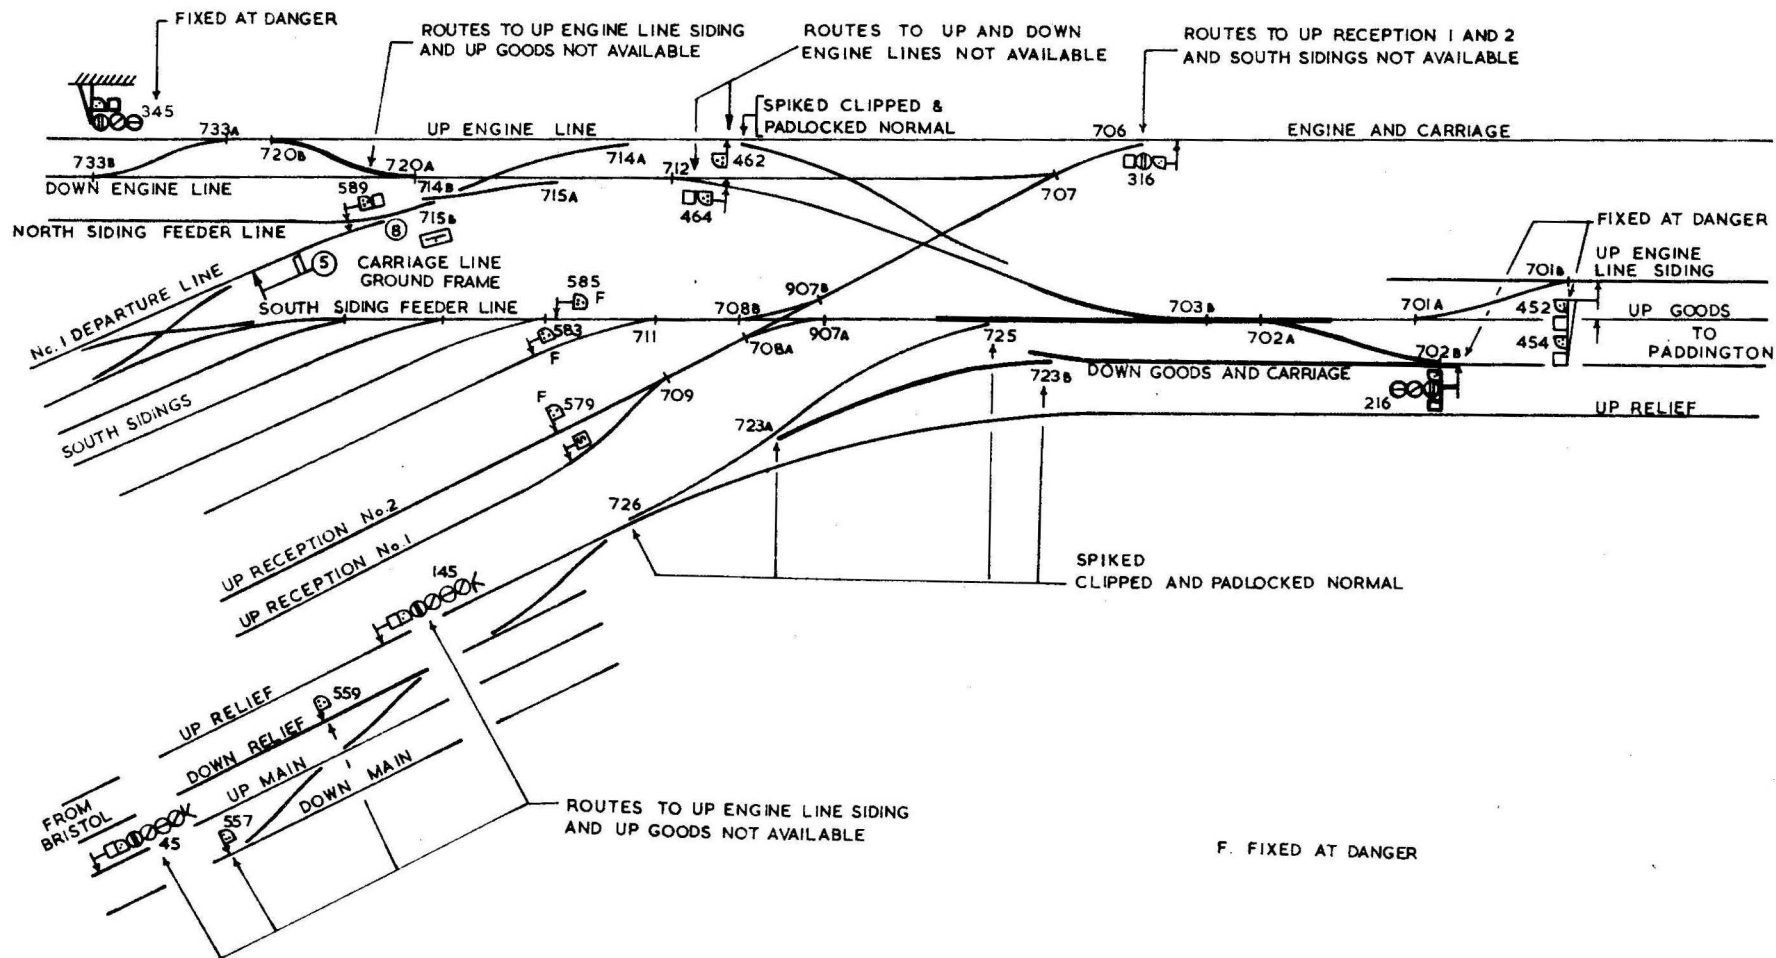 FIXED AT DANGER
ROUTES TO UP ENGINE LINE SIDING
AND UP GOODS NOT AVAILABLE
ROUTES TO UP AND DOWN
ENGINE LINES NOT AVAILABLE
ROUTES TO UP RECEPTION 1 AND 2
AND SOUTH SIDINGS NOT AVAILABLE
345
SPIKED CLIPPED &
PADLOCKED NORMAL
733A
UP ENGINE LINE
706
ENGINE AND CARRIAGE
733B
720B
720A
714A
712
462
316
DOWN ENGINE LINE
589
714B
715A
464
707
NORTH SIDING FEEDER LINE
8
715B
FIXED AT DANGER
UP ENGINE
LINE SIDING
701B
5
CARRIAGE LINE
GROUND FRAME
No. 1 DEPARTURE LINE
SOUTH SIDING FEEDER LINE
585
F
708B
907B
703B
701A
452
UP GOODS
583
F
711
708A
907A
725
702A
454
TO
PADDINGTON
702B
DOWN GOODS AND CARRIAGE
723B
216
UP RELIEF
SOUTH SIDINGS
F
579
709
723A
S
726
UP RECEPTION No.2
UP RECEPTION No.1
SPIKED
CLIPPED AND PADLOCKED NORMAL
145
UP RELIEF
559
DOWN RELIEF
UP MAIN
DOWN MAIN
FROM
BRISTOL
45
557
ROUTES TO UP ENGINE LINE SIDING
AND UP GOODS NOT AVAILABLE
F. FIXED AT DANGER